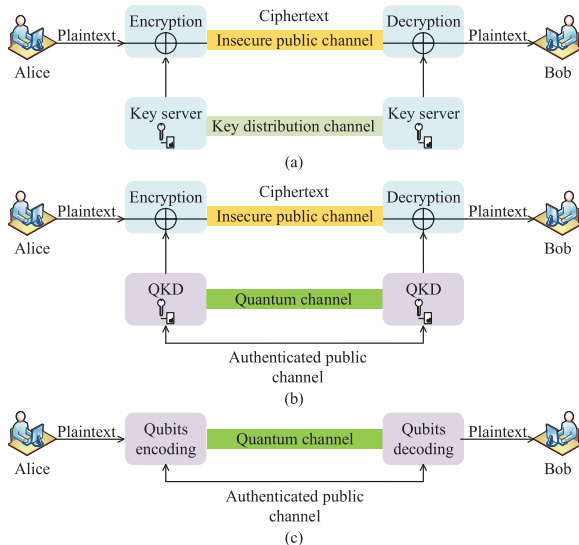 Encryption
Ciphertext
Decryption
Plaintext
Insecure public channel
Plaintext
Alice
Bob
Key server
Key distribution channel
Key server
(a)
Encryption
Ciphertext
Decryption
Plaintext
Insecure public channel
Plaintext
Alice
Bob
QKD
Quantum channel
QKD
Authenticated public
channel
(b)
Plaintext
Qubits
encoding
Quantum channel
Qubits
decoding
Plaintext
Alice
Bob
Authenticated public
channel
(c)